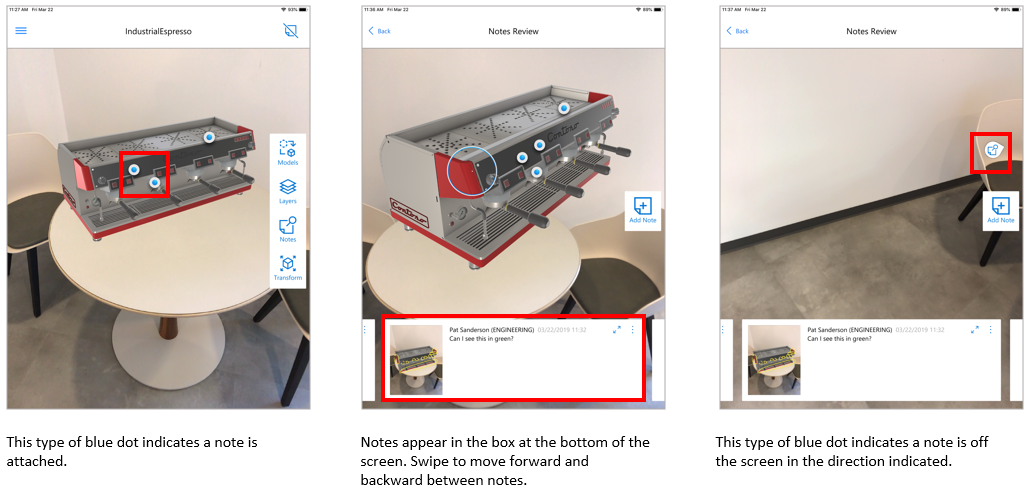 11:27 AM Fri Mar 22
93%
IndustrialEspresso
Models
Layers
Notes
Transform
Contino
11:36 AM Fri Mar 22
89%
Back
Notes Review
Contino
Contino
Add Note
Pat Sanderson (ENGINEERING) 03/22/2019 11:32
Can I see this in green?
11:37 AM Fri Mar 22
89%
Back
Notes Review
Add Note
Pat Sanderson (ENGINEERING) 03/22/2019 11:32
Can I see this in green?
This type of blue dot indicates a note is
attached.
Notes appear in the box at the bottom of the
screen. Swipe to move forward and
backward between notes.
This type of blue dot indicates a note is off
the screen in the direction indicated.